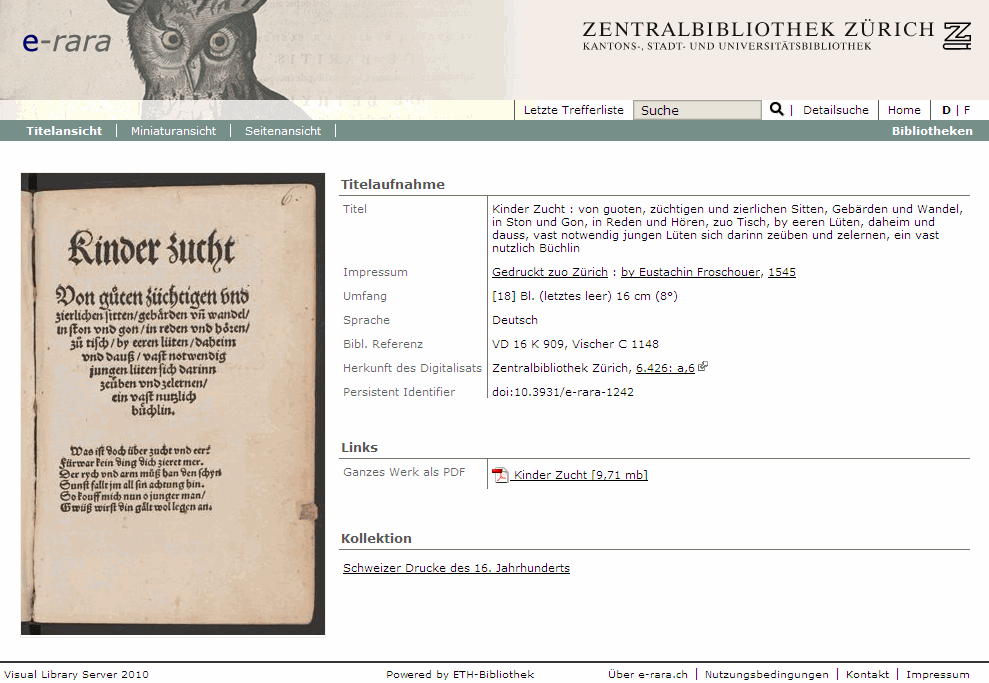 e-rara
ZENTRALBIBLIOTHEK ZÜRICH
KANTONS-, STADT- UND UNIVERSITÄTSBIBLIOTHEK
Letzte Trefferliste Suche | Detailsuche Home D | F
Titelansicht Miniaturansicht Seitenansicht Bibliotheken
6.
Kinder zucht
Von guͦten züchtigen vnd
zierlichen sitten/gebärden vñ wandel/
in ston vnd gon/in reden vnd hören/
zuͦ tisch/by eeren lüten/daheim
vnd dauß/vast notwendig
jungen lüten sich darinn
zeüben vnd zelernen/
ein vast nutzlich
büchlin.
Was ist doch über zucht vnd eer?
Fürwar kein ding dich zieret mer.
Der rych vnd arm muͦß han den schyn
Sunst fallt jm all sin achtung hin.
So kouff mich nun o junger man/
Gwüß wirst din gält wol legen an.
Titelaufnahme
Titel Kinder Zucht : von guoten, züchtigen und zierlichen Sitten, Gebärden und Wandel,
in Ston und Gon, in Reden und Hören, zuo Tisch, by eeren Lüten, daheim und
dauss, vast notwendig jungen Lüten sich darinn zeüben und zelernen, ein vast
nutzlich Büchlin
Impressum Gedruckt zuo Zürich : by Eustachin Froschouer, 1545
Umfang [18] Bl. (letztes leer) 16 cm (8°)
Sprache Deutsch
Bibl. Referenz VD 16 K 909, Vischer C 1148
Herkunft des Digitalisats Zentralbibliothek Zürich, 6.426: a,6
Persistent Identifier doi:10.3931/e-rara-1242
Links
Ganzes Werk als PDF Kinder Zucht [9,71 mb]
Kollektion
Schweizer Drucke des 16. Jahrhunderts
Visual Library Server 2010 Powered by ETH-Bibliothek Über e-rara.ch | Nutzungsbedingungen | Kontakt | Impressum